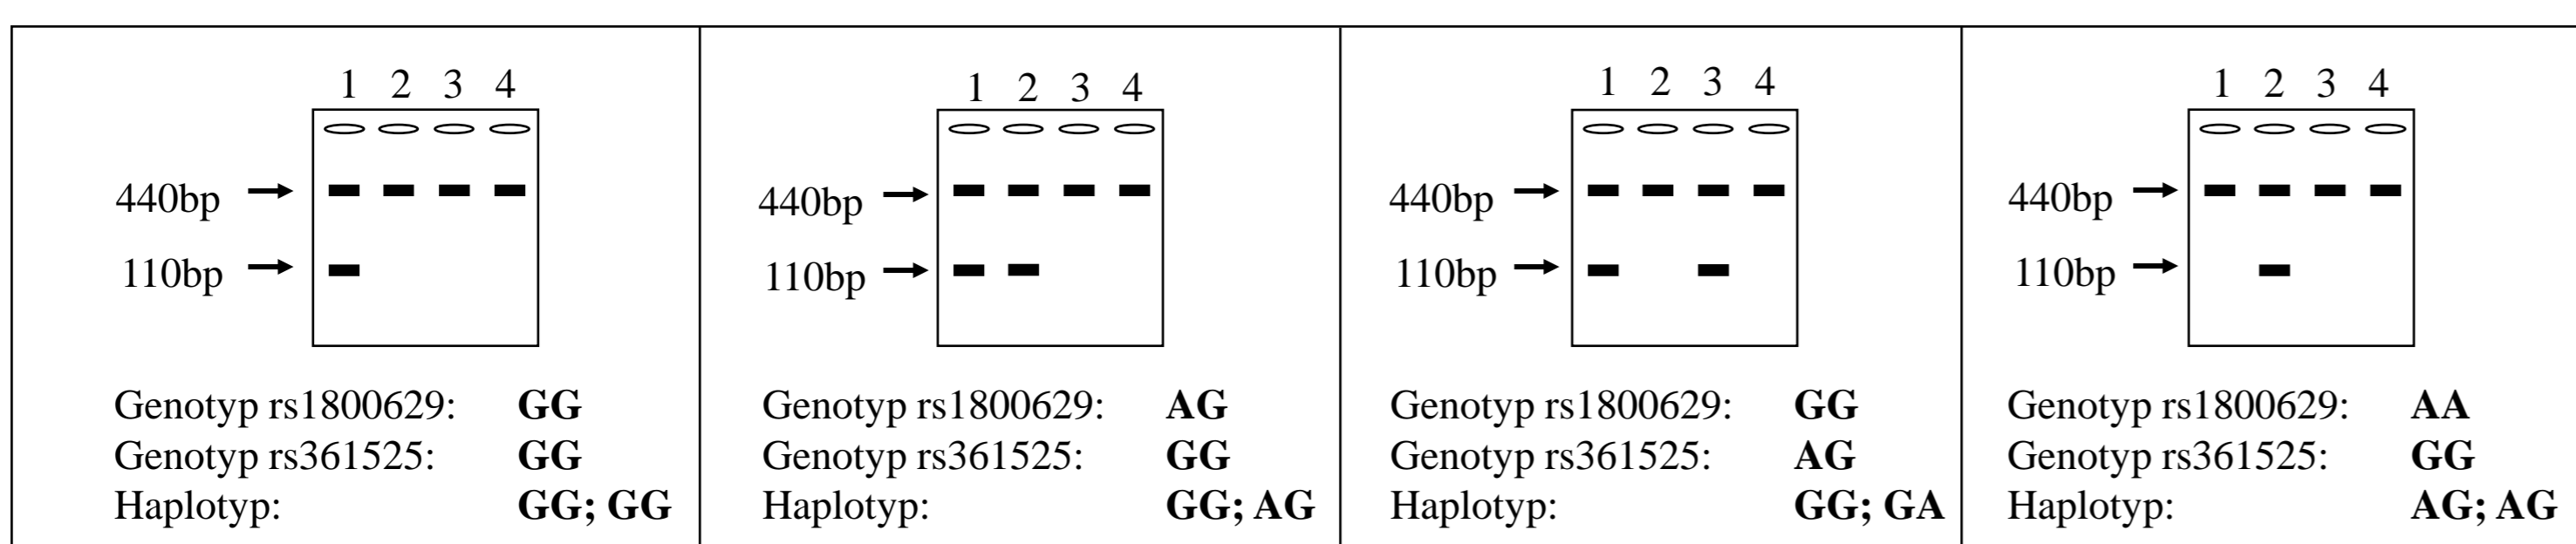 1 2 3 4
440bp
110bp
Genotyp rs1800629: GG
Genotyp rs361525: GG
Haplotyp: GG; GG
1 2 3 4
440bp
110bp
Genotyp rs1800629: AG
Genotyp rs361525: GG
Haplotyp: GG; AG
1 2 3 4
440bp
110bp
Genotyp rs1800629: GG
Genotyp rs361525: AG
Haplotyp: GG; GA
1 2 3 4
440bp
110bp
Genotyp rs1800629: AA
Genotyp rs361525: GG
Haplotyp: AG; AG